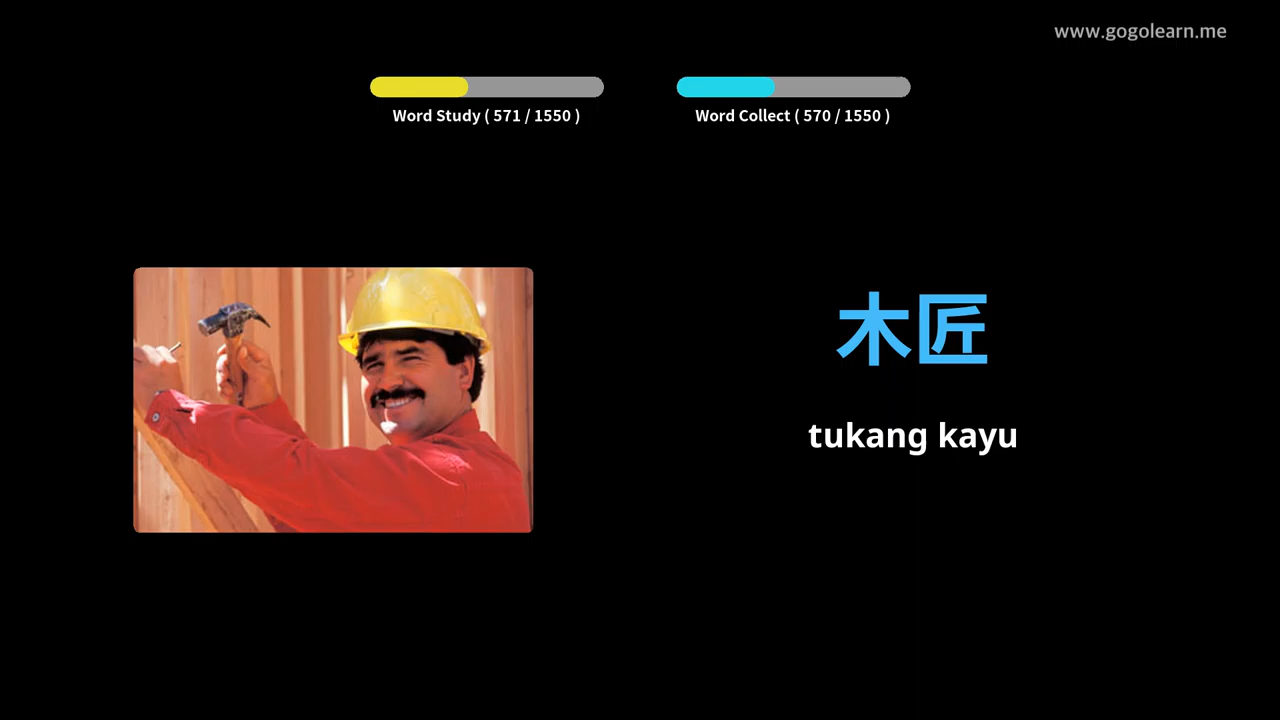 www.gogolearn.me
Word Study ( 571 / 1550 )
Word Collect ( 570 / 1550 )
木匠
tukang kayu